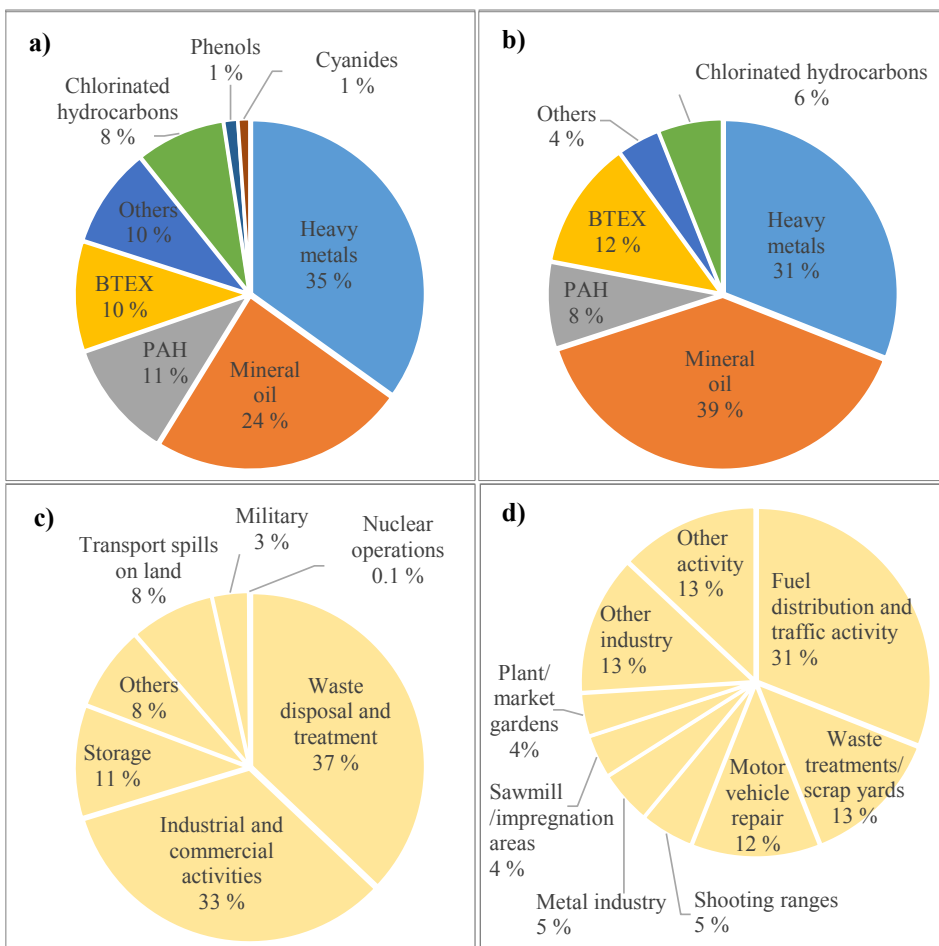 a)
Phenols
1 %
Cyanides
1 %
Chlorinated
hydrocarbons
8 %
Others
10 %
BTEX
10 %
PAH
11 %
Mineral
oil
24 %
Heavy
metals
35 %
b)
Chlorinated hydrocarbons
6 %
Others
4 %
BTEX
12 %
PAH
8 %
Heavy
metals
31 %
Mineral
oil
39 %
c)
Military
3 %
Nuclear
operations
0.1 %
Transport spills
on land
8 %
Others
8 %
Storage
11 %
Waste
disposal and
treatment
37 %
Industrial and
commercial
activities
33 %
d)
Other
activity
13 %
Fuel
distribution and
traffic activity
31 %
Other
industry
13 %
Plant/
market
gardens
4%
Sawmill
/impregnation
areas
4 %
Metal industry
5 %
Shooting ranges
5 %
Motor
vehicle
repair
12 %
Waste
treatments/
scrap yards
13 %